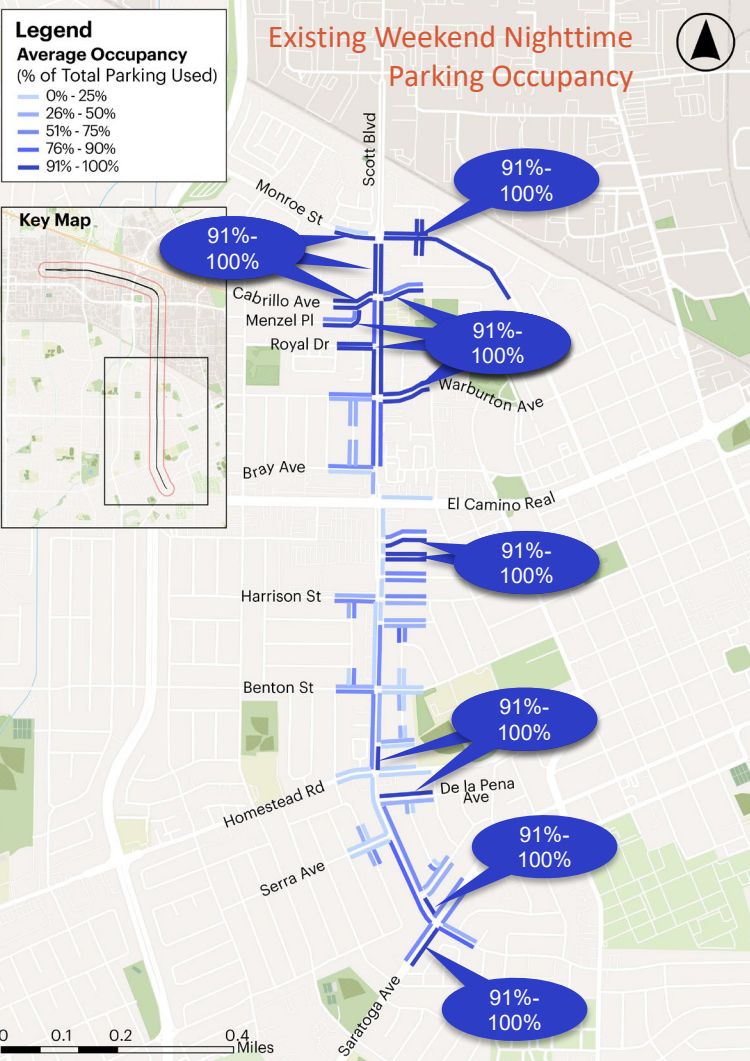 Existing Weekend Nighttime
Parking Occupancy
Legend
Average Occupancy
(% of Total Parking Used)
0% - 25%
26% - 50%
51% - 75%
76% - 90%
91% - 100%
Key Map
Scott Blvd
Monroe St
91%-
100%
91%-
100%
Cabrillo Ave
Menzel Pl
Royal Dr
91%-
100%
Warburton Ave
Bray Ave
El Camino Real
91%-
100%
Harrison St
Benton St
91%-
100%
Homestead Rd
De la Pena
Ave
91%-
100%
Serra Ave
91%-
100%
Saratoga Ave
0 0.1 0.2 0.4
Miles